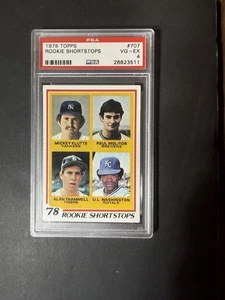 PSA
1978 TOPPS #707
ROOKIE SHORTSTOPS VG - EX
4
PSA 26823511
MICKEY KLUTTS PAUL MOLITOR
YANKEES BREWERS
ALAN TRAMMELL U.L. WASHINGTON
TIGERS ROYALS
'78 ROOKIE SHORTSTOPS